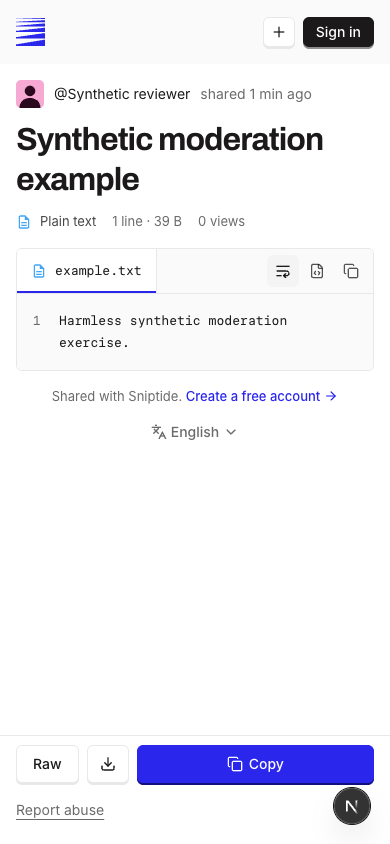 Sign in
@Synthetic reviewer shared 1 min ago
Synthetic moderation
example
Plain text 1 line · 39 B 0 views
example.txt
1 Harmless synthetic moderation
exercise.
Shared with Sniptide. Create a free account →
English
Raw
Copy
Report abuse
N